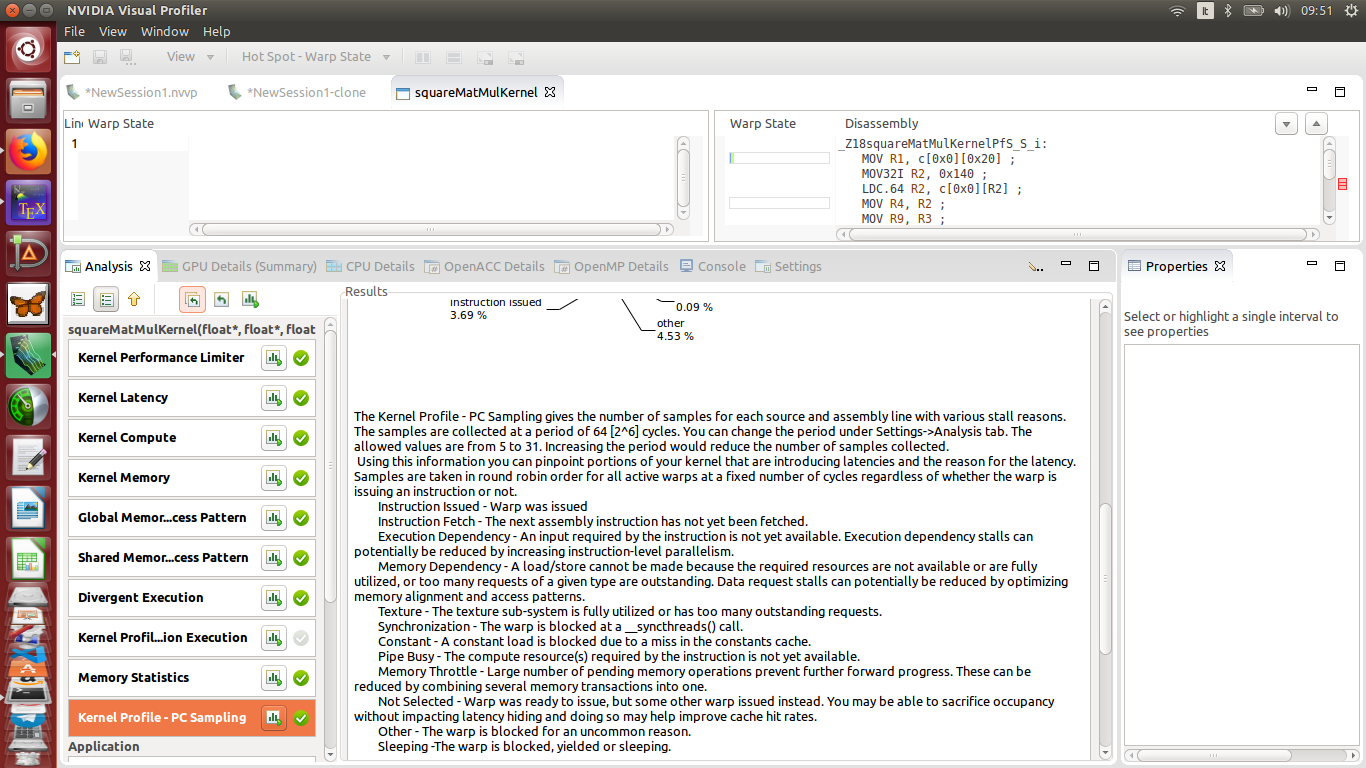 NVIDIA Visual Profiler
lt
09:51
File View Window Help
View
Hot Spot - Warp State
*NewSession1.nvvp
*NewSession1-clone
squareMatMulKernel
Warp State
1
Warp State
Disassembly
_Z18squareMatMulKernelPfS_S_i:
MOV R1, c[0x0][0x20] ;
MOV32I R2, 0x140 ;
LDC.64 R2, c[0x0][R2] ;
MOV R4, R2 ;
MOV R9, R3 ;
Analysis
GPU Details (Summary)
CPU Details
OpenACC Details
OpenMP Details
Console
Settings
Properties
squareMatMulKernel(float*, float*, float
Kernel Performance Limiter
Kernel Latency
Kernel Compute
Kernel Memory
Global Memor...cess Pattern
Shared Memor...cess Pattern
Divergent Execution
Kernel Profil...ion Execution
Memory Statistics
Kernel Profile - PC Sampling
Application
Results
Instruction issued
3.69 %
0.09 %
other
4.53 %
The Kernel Profile - PC Sampling gives the number of samples for each source and assembly line with various stall reasons.
The samples are collected at a period of 64 [2^6] cycles. You can change the period under Settings->Analysis tab. The
allowed values are from 5 to 31. Increasing the period would reduce the number of samples collected.
Using this information you can pinpoint portions of your kernel that are introducing latencies and the reason for the latency.
Samples are taken in round robin order for all active warps at a fixed number of cycles regardless of whether the warp is
issuing an instruction or not.
Instruction Issued - Warp was issued
Instruction Fetch - The next assembly instruction has not yet been fetched.
Execution Dependency - An input required by the instruction is not yet available. Execution dependency stalls can
potentially be reduced by increasing instruction-level parallelism.
Memory Dependency - A load/store cannot be made because the required resources are not available or are fully
utilized, or too many requests of a given type are outstanding. Data request stalls can potentially be reduced by optimizing
memory alignment and access patterns.
Texture - The texture sub-system is fully utilized or has too many outstanding requests.
Synchronization - The warp is blocked at a __syncthreads() call.
Constant - A constant load is blocked due to a miss in the constants cache.
Pipe Busy - The compute resource(s) required by the instruction is not yet available.
Memory Throttle - Large number of pending memory operations prevent further forward progress. These can be
reduced by combining several memory transactions into one.
Not Selected - Warp was ready to issue, but some other warp issued instead. You may be able to sacrifice occupancy
without impacting latency hiding and doing so may help improve cache hit rates.
Other - The warp is blocked for an uncommon reason.
Sleeping -The warp is blocked, yielded or sleeping.
Select or highlight a single interval to
see properties